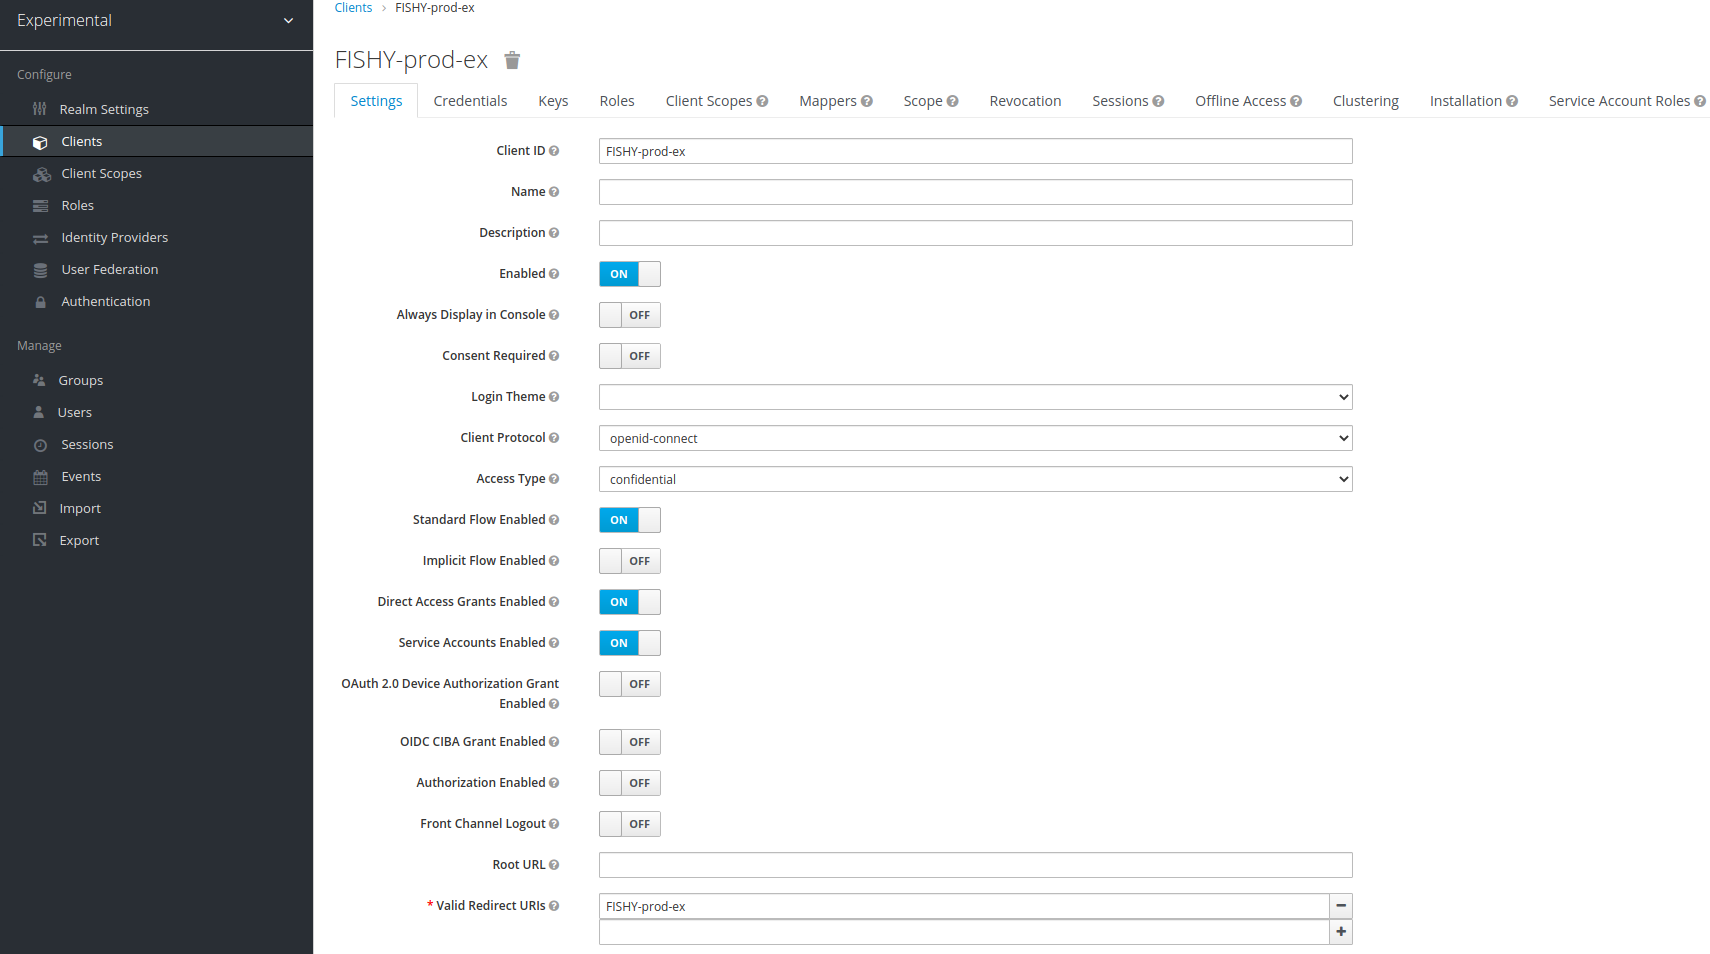 Experimental
Configure
Realm Settings
Clients
Client Scopes
Roles
Identity Providers
User Federation
Authentication
Manage
Groups
Users
Sessions
Events
Import
Export
Clients › FISHY-prod-ex
FISHY-prod-ex
Settings Credentials Keys Roles Client Scopes Mappers Scope Revocation Sessions Offline Access Clustering Installation Service Account Roles
Client ID FISHY-prod-ex
Name
Description
Enabled ON
Always Display in Console OFF
Consent Required OFF
Login Theme
Client Protocol openid-connect
Access Type confidential
Standard Flow Enabled ON
Implicit Flow Enabled OFF
Direct Access Grants Enabled ON
Service Accounts Enabled ON
OAuth 2.0 Device Authorization Grant OFF
Enabled
OIDC CIBA Grant Enabled OFF
Authorization Enabled OFF
Front Channel Logout OFF
Root URL
* Valid Redirect URIs FISHY-prod-ex